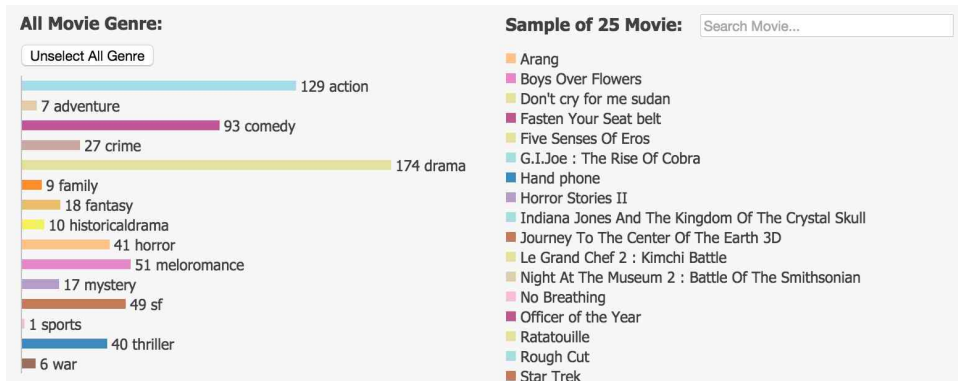 All Movie Genre:
Unselect All Genre
129 action
7 adventure
93 comedy
27 crime
174 drama
9 family
18 fantasy
10 historicaldrama
41 horror
51 meloromance
17 mystery
49 sf
1 sports
40 thriller
6 war
Sample of 25 Movie:
Search Movie...
Arang
Boys Over Flowers
Don't cry for me sudan
Fasten Your Seat belt
Five Senses Of Eros
G.I.Joe : The Rise Of Cobra
Hand phone
Horror Stories II
Indiana Jones And The Kingdom Of The Crystal Skull
Journey To The Center Of The Earth 3D
Le Grand Chef 2 : Kimchi Battle
Night At The Museum 2 : Battle Of The Smithsonian
No Breathing
Officer of the Year
Ratatouille
Rough Cut
Star Trek